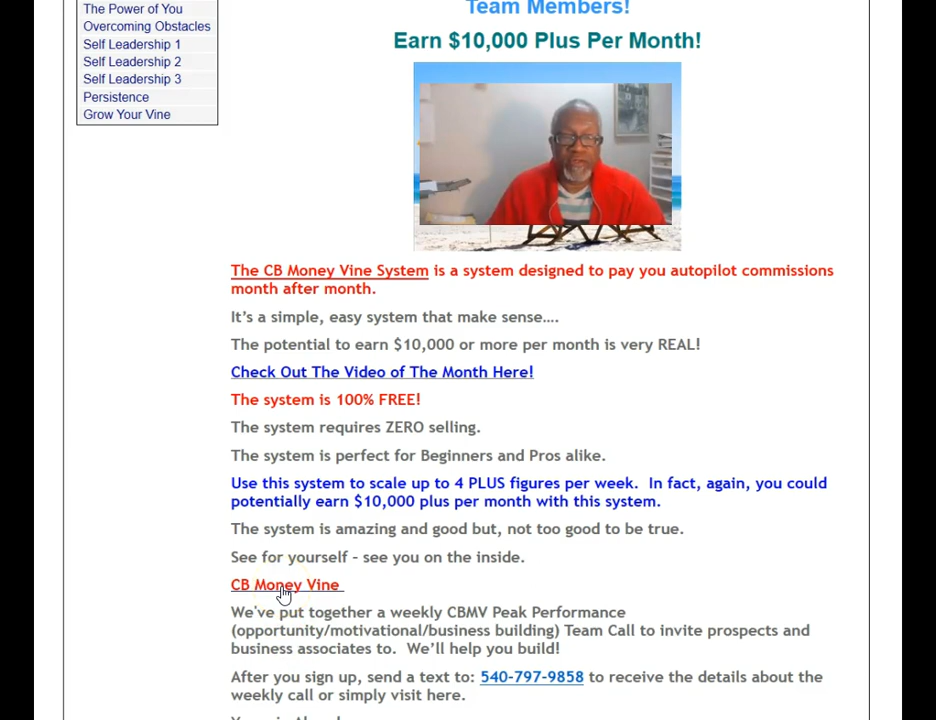 The Power of You
Overcoming Obstacles
Self Leadership 1
Self Leadership 2
Self Leadership 3
Persistence
Grow Your Vine
Team Members!
Earn $10,000 Plus Per Month!
The CB Money Vine System is a system designed to pay you autopilot commissions
month after month.
It's a simple, easy system that make sense….
The potential to earn $10,000 or more per month is very REAL!
Check Out The Video of The Month Here!
The system is 100% FREE!
The system requires ZERO selling.
The system is perfect for Beginners and Pros alike.
Use this system to scale up to 4 PLUS figures per week.  In fact, again, you could
potentially earn $10,000 plus per month with this system.
The system is amazing and good but, not too good to be true.
See for yourself – see you on the inside.
CB Money Vine
We've put together a weekly CBMV Peak Performance
(opportunity/motivational/business building) Team Call to invite prospects and
business associates to.  We'll help you build!
After you sign up, send a text to: 540-797-9858 to receive the details about the
weekly call or simply visit here.